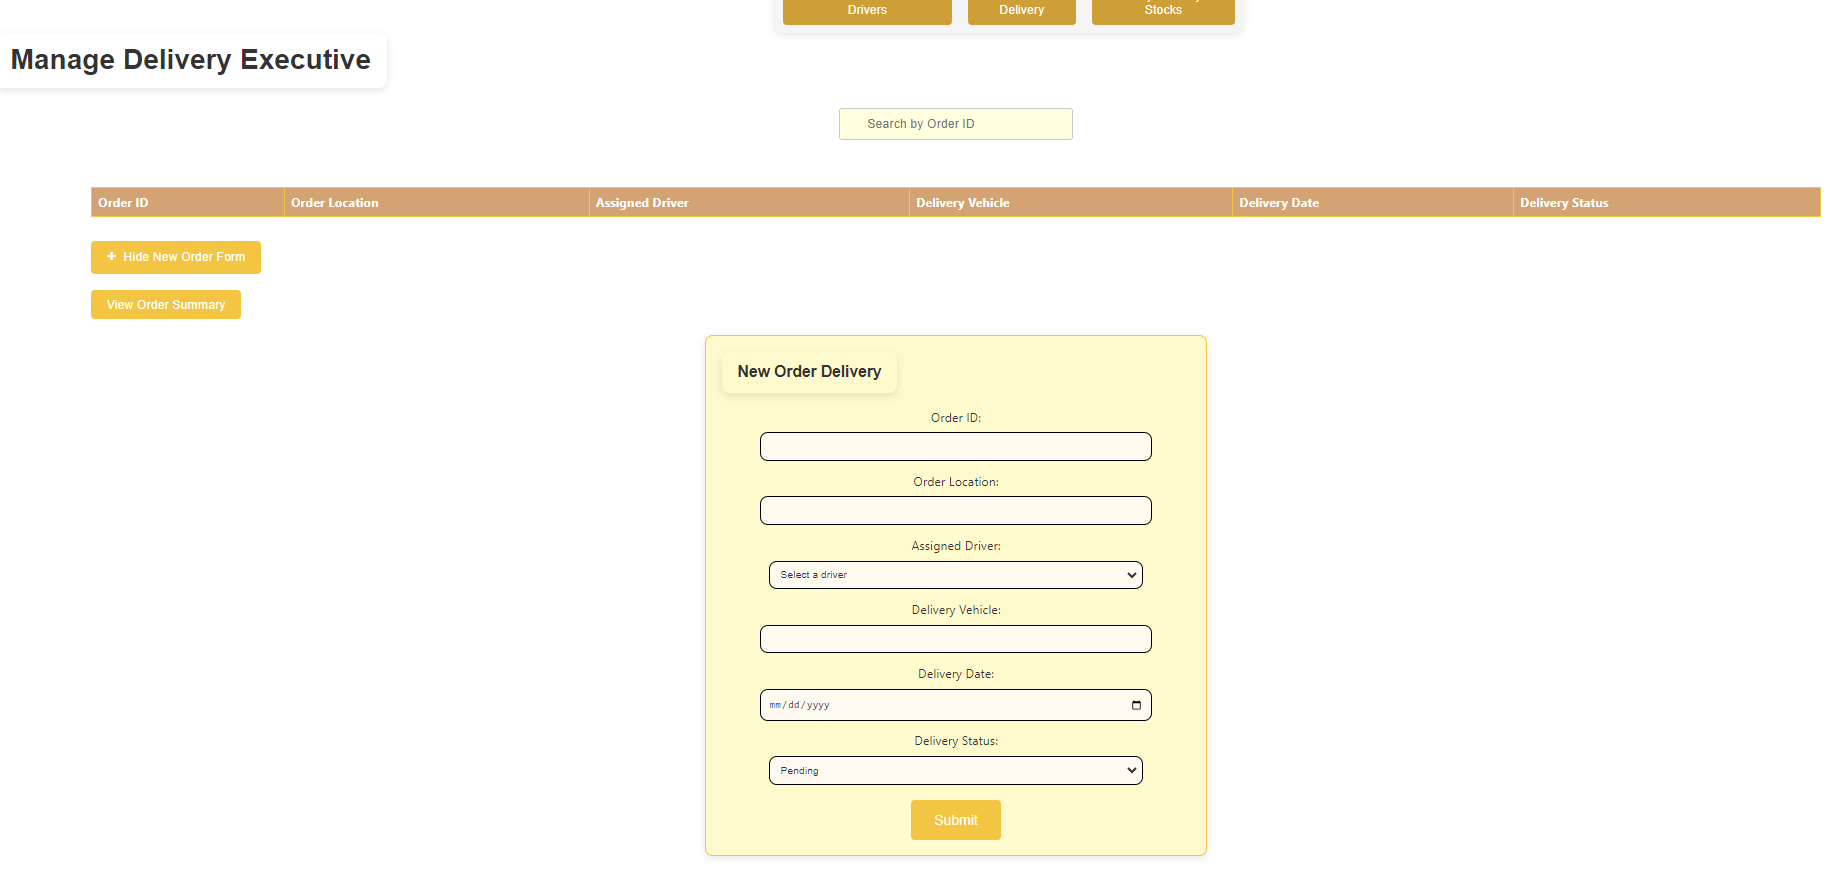 Drivers
Delivery
Stocks
Manage Delivery Executive
Search by Order ID
Order ID
Order Location
Assigned Driver
Delivery Vehicle
Delivery Date
Delivery Status
+ Hide New Order Form
View Order Summary
New Order Delivery
Order ID:
Order Location:
Assigned Driver:
Select a driver
Delivery Vehicle:
Delivery Date:
mm/dd/yyyy
Delivery Status:
Pending
Submit